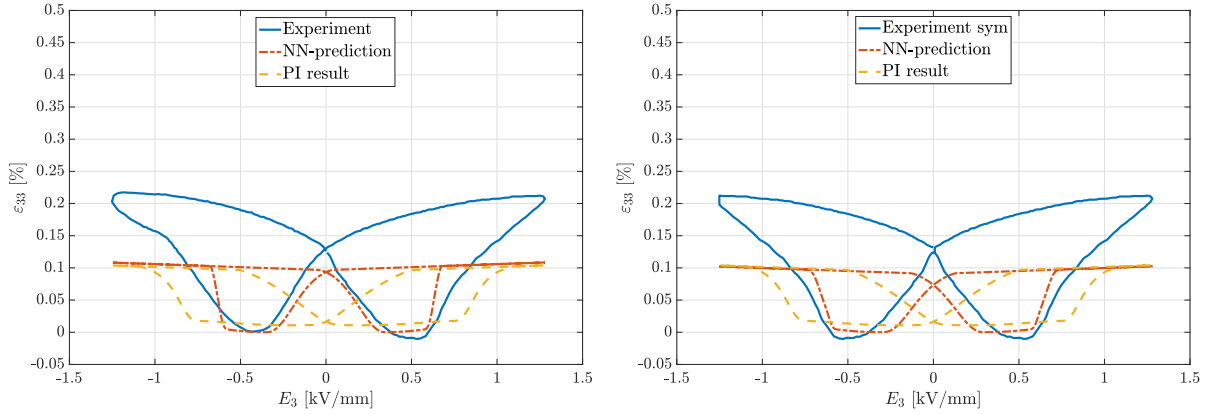 0.5
0.45
0.4
0.35
0.3
0.25
0.2
0.15
0.1
0.05
0
-0.05
-1.5 -1 -0.5 0 0.5 1 1.5
ε33 [%]
E3 [kV/mm]
Experiment
NN-prediction
PI result
0.5
0.45
0.4
0.35
0.3
0.25
0.2
0.15
0.1
0.05
0
-0.05
-1.5 -1 -0.5 0 0.5 1 1.5
ε33 [%]
E3 [kV/mm]
Experiment sym
NN-prediction
PI result